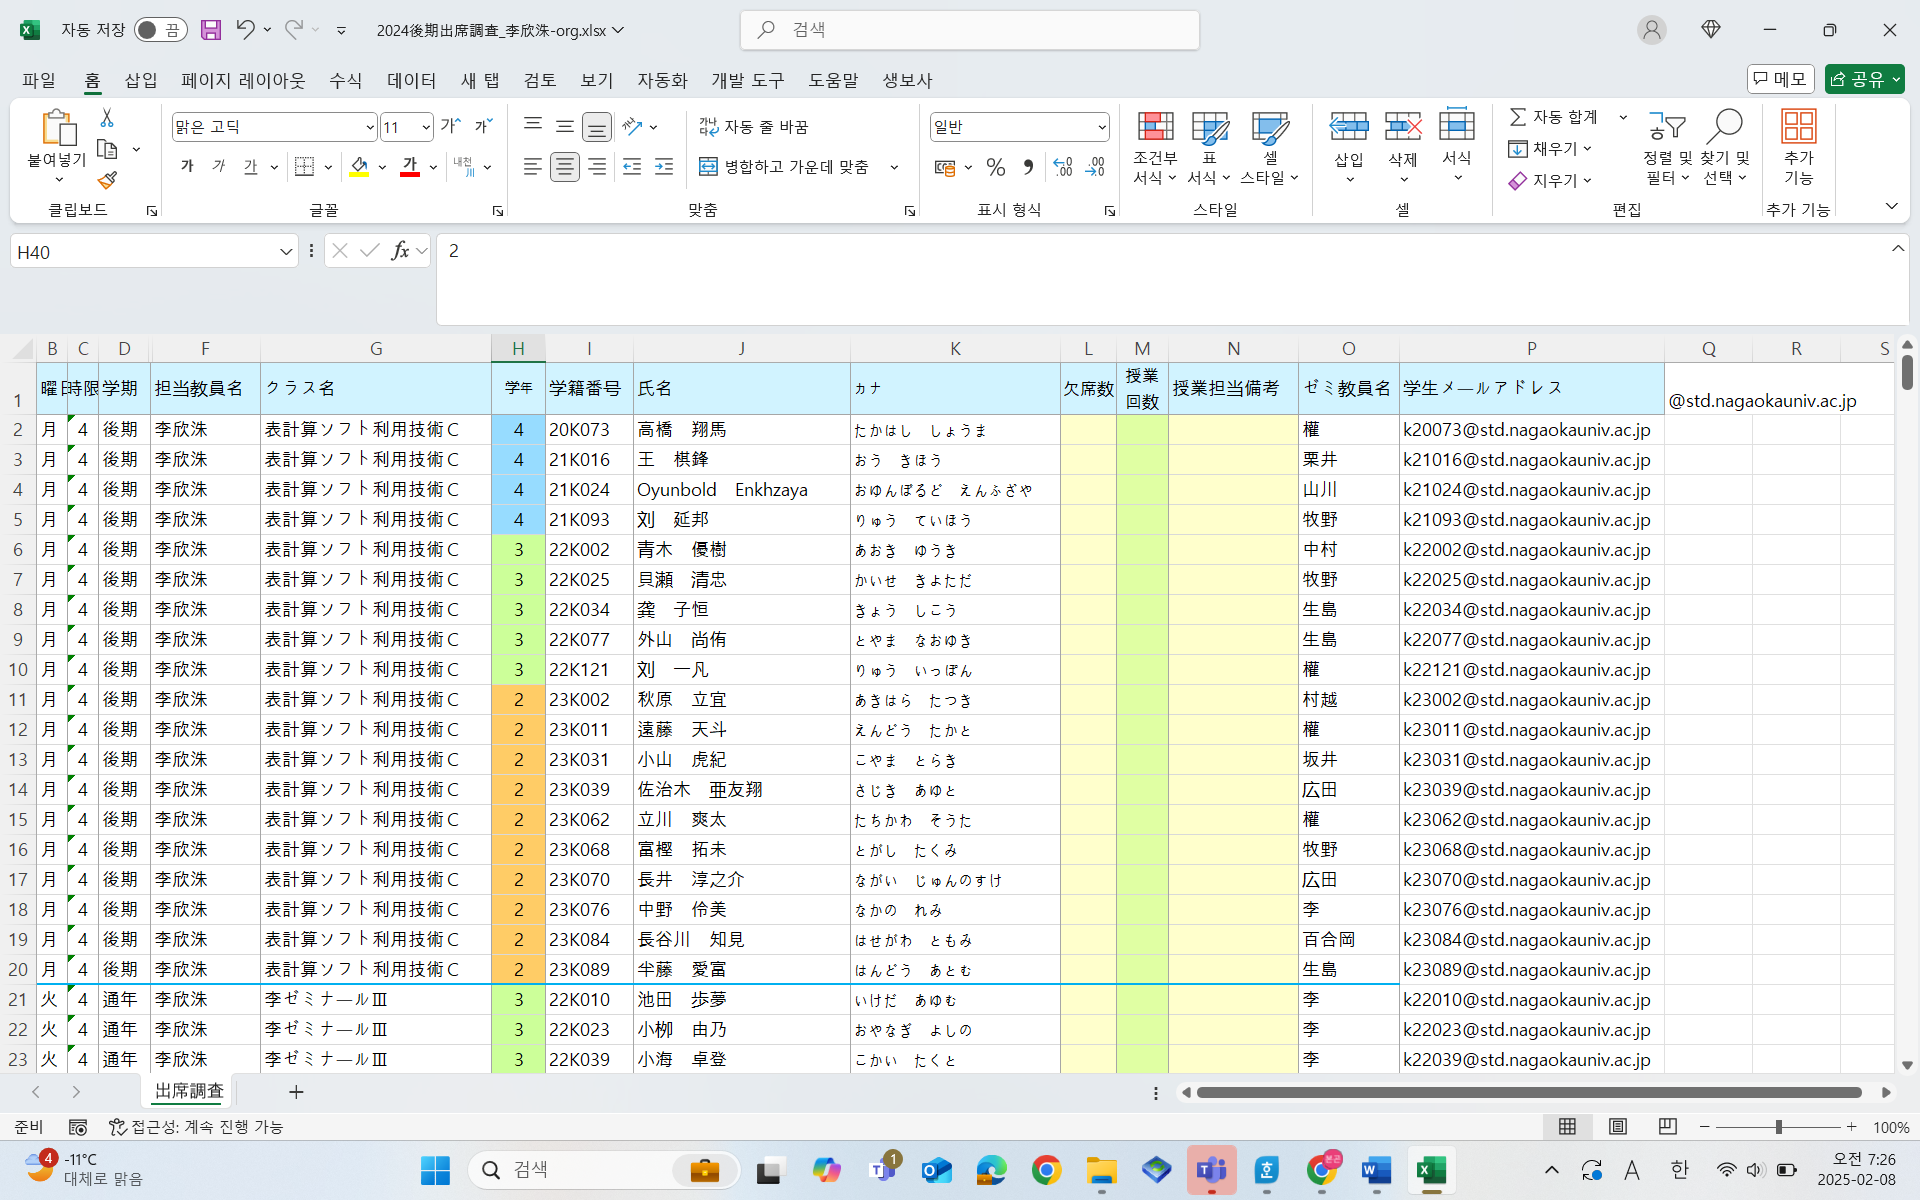 자동 저장 끔 2024後期出席調査_李欣洙-org.xlsx 검색
파일 홈 삽입 페이지 레이아웃 수식 데이터 새 탭 검토 보기 자동화 개발 도구 도움말 생보사 메모 공유
붙여넣기 맑은 고딕 11 가 가 자동 줄 바꿈 일반 조건부 서식 표 서식 셀 스타일 삽입 삭제 서식 자동 합계 정렬 및 필터 찾기 및 선택 추가 기능
가 가 가 가 내천 川 병합하고 가운데 맞춤 % 채우기
지우기
클립보드 글꼴 맞춤 표시 형식 스타일 셀 편집 추가 기능
H40 fx 2
B C D F G H I J K L M N O P Q R S
1 曜日 時限 学期 担当教員名 クラス名 学年 学籍番号 氏名 カナ 欠席数 授業回数 授業担当備考 ゼミ教員名 学生メールアドレス @std.nagaokauniv.ac.jp
2 月 4 後期 李欣洙 表計算ソフト利用技術C 4 20K073 高橋　翔馬 たかはし　しょうま 權 k20073@std.nagaokauniv.ac.jp
3 月 4 後期 李欣洙 表計算ソフト利用技術C 4 21K016 王　棋鋒 おう　きほう 栗井 k21016@std.nagaokauniv.ac.jp
4 月 4 後期 李欣洙 表計算ソフト利用技術C 4 21K024 Oyunbold　Enkhzaya おゆんぼるど　えんふざや 山川 k21024@std.nagaokauniv.ac.jp
5 月 4 後期 李欣洙 表計算ソフト利用技術C 4 21K093 刘　延邦 りゅう　ていほう 牧野 k21093@std.nagaokauniv.ac.jp
6 月 4 後期 李欣洙 表計算ソフト利用技術C 3 22K002 青木　優樹 あおき　ゆうき 中村 k22002@std.nagaokauniv.ac.jp
7 月 4 後期 李欣洙 表計算ソフト利用技術C 3 22K025 貝瀬　清忠 かいせ　きよただ 牧野 k22025@std.nagaokauniv.ac.jp
8 月 4 後期 李欣洙 表計算ソフト利用技術C 3 22K034 龚　子恒 きょう　しこう 生島 k22034@std.nagaokauniv.ac.jp
9 月 4 後期 李欣洙 表計算ソフト利用技術C 3 22K077 外山　尚侑 とやま　なおゆき 生島 k22077@std.nagaokauniv.ac.jp
10 月 4 後期 李欣洙 表計算ソフト利用技術C 3 22K121 刘　一凡 りゅう　いっぽん 權 k22121@std.nagaokauniv.ac.jp
11 月 4 後期 李欣洙 表計算ソフト利用技術C 2 23K002 秋原　立宜 あきはら　たつき 村越 k23002@std.nagaokauniv.ac.jp
12 月 4 後期 李欣洙 表計算ソフト利用技術C 2 23K011 遠藤　天斗 えんどう　たかと 權 k23011@std.nagaokauniv.ac.jp
13 月 4 後期 李欣洙 表計算ソフト利用技術C 2 23K031 小山　虎紀 こやま　とらき 坂井 k23031@std.nagaokauniv.ac.jp
14 月 4 後期 李欣洙 表計算ソフト利用技術C 2 23K039 佐治木　亜友翔 さじき　あゆと 広田 k23039@std.nagaokauniv.ac.jp
15 月 4 後期 李欣洙 表計算ソフト利用技術C 2 23K062 立川　爽太 たちかわ　そうた 權 k23062@std.nagaokauniv.ac.jp
16 月 4 後期 李欣洙 表計算ソフト利用技術C 2 23K068 富樫　拓未 とがし　たくみ 牧野 k23068@std.nagaokauniv.ac.jp
17 月 4 後期 李欣洙 表計算ソフト利用技術C 2 23K070 長井　淳之介 ながい　じゅんのすけ 広田 k23070@std.nagaokauniv.ac.jp
18 月 4 後期 李欣洙 表計算ソフト利用技術C 2 23K076 中野　伶美 なかの　れみ 李 k23076@std.nagaokauniv.ac.jp
19 月 4 後期 李欣洙 表計算ソフト利用技術C 2 23K084 長谷川　知見 はせがわ　ともみ 百合岡 k23084@std.nagaokauniv.ac.jp
20 月 4 後期 李欣洙 表計算ソフト利用技術C 2 23K089 半藤　愛富 はんどう　あとむ 生島 k23089@std.nagaokauniv.ac.jp
21 火 4 通年 李欣洙 李ゼミナールⅢ 3 22K010 池田　歩夢 いけだ　あゆむ 李 k22010@std.nagaokauniv.ac.jp
22 火 4 通年 李欣洙 李ゼミナールⅢ 3 22K023 小栁　由乃 おやなぎ　よしの 李 k22023@std.nagaokauniv.ac.jp
23 火 4 通年 李欣洙 李ゼミナールⅢ 3 22K039 小海　卓登 こかい　たくと 李 k22039@std.nagaokauniv.ac.jp
出席調査
준비 접근성: 계속 진행 가능 100%
4 -11°C 대체로 맑음 검색 1 본근 A 한 오전 7:26
2025-02-08